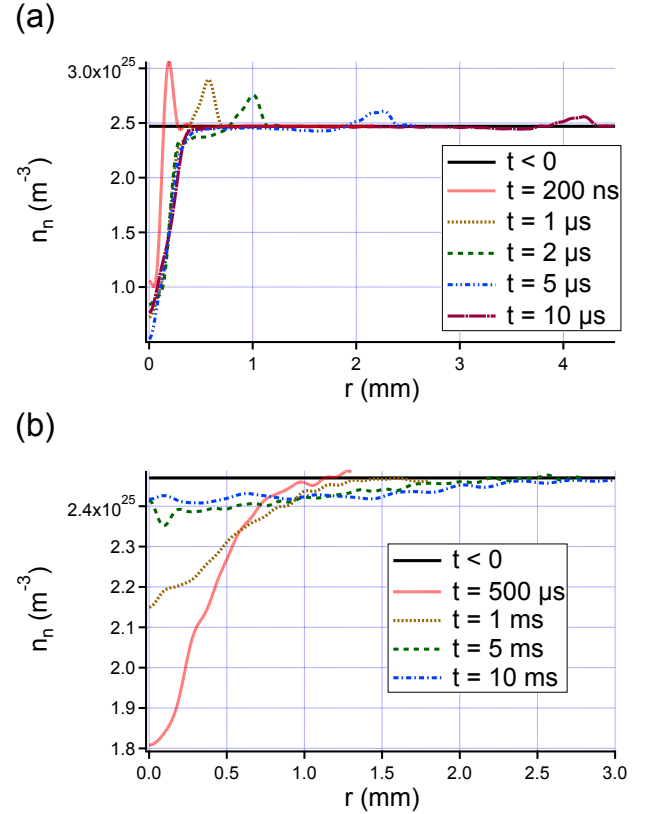 (a)
3.0x10^25
2.5
2.0
1.5
1.0
n_n (m^-3)
t < 0
t = 200 ns
t = 1 µs
t = 2 µs
t = 5 µs
t = 10 µs
0 1 2 3 4
r (mm)
(b)
2.4x10^25
2.3
2.2
2.1
2.0
1.9
1.8
n_n (m^-3)
t < 0
t = 500 µs
t = 1 ms
t = 5 ms
t = 10 ms
0.0 0.5 1.0 1.5 2.0 2.5 3.0
r (mm)